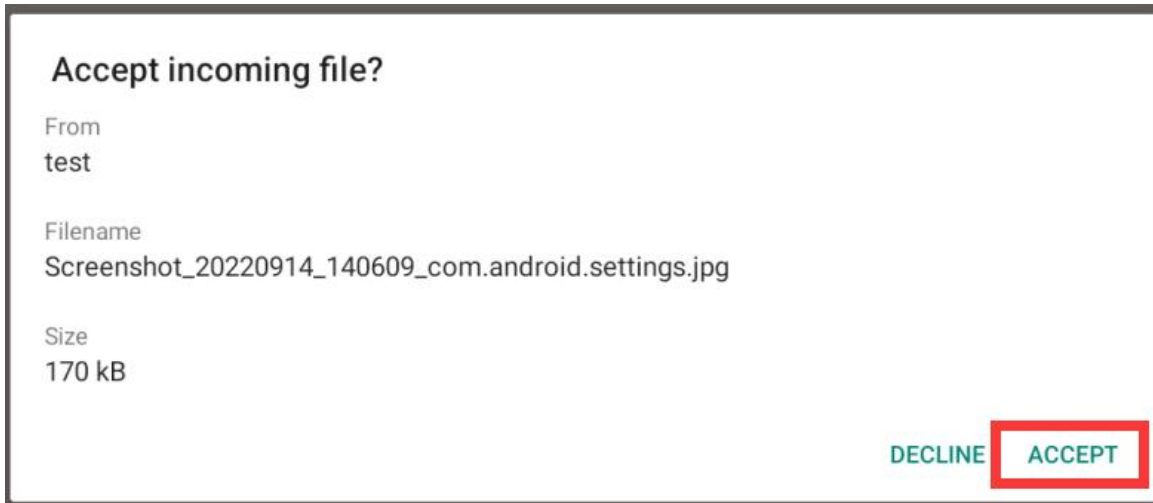 Accept incoming file?
From
test
Filename
Screenshot_20220914_140609_com.android.settings.jpg
Size
170 kB
DECLINE ACCEPT